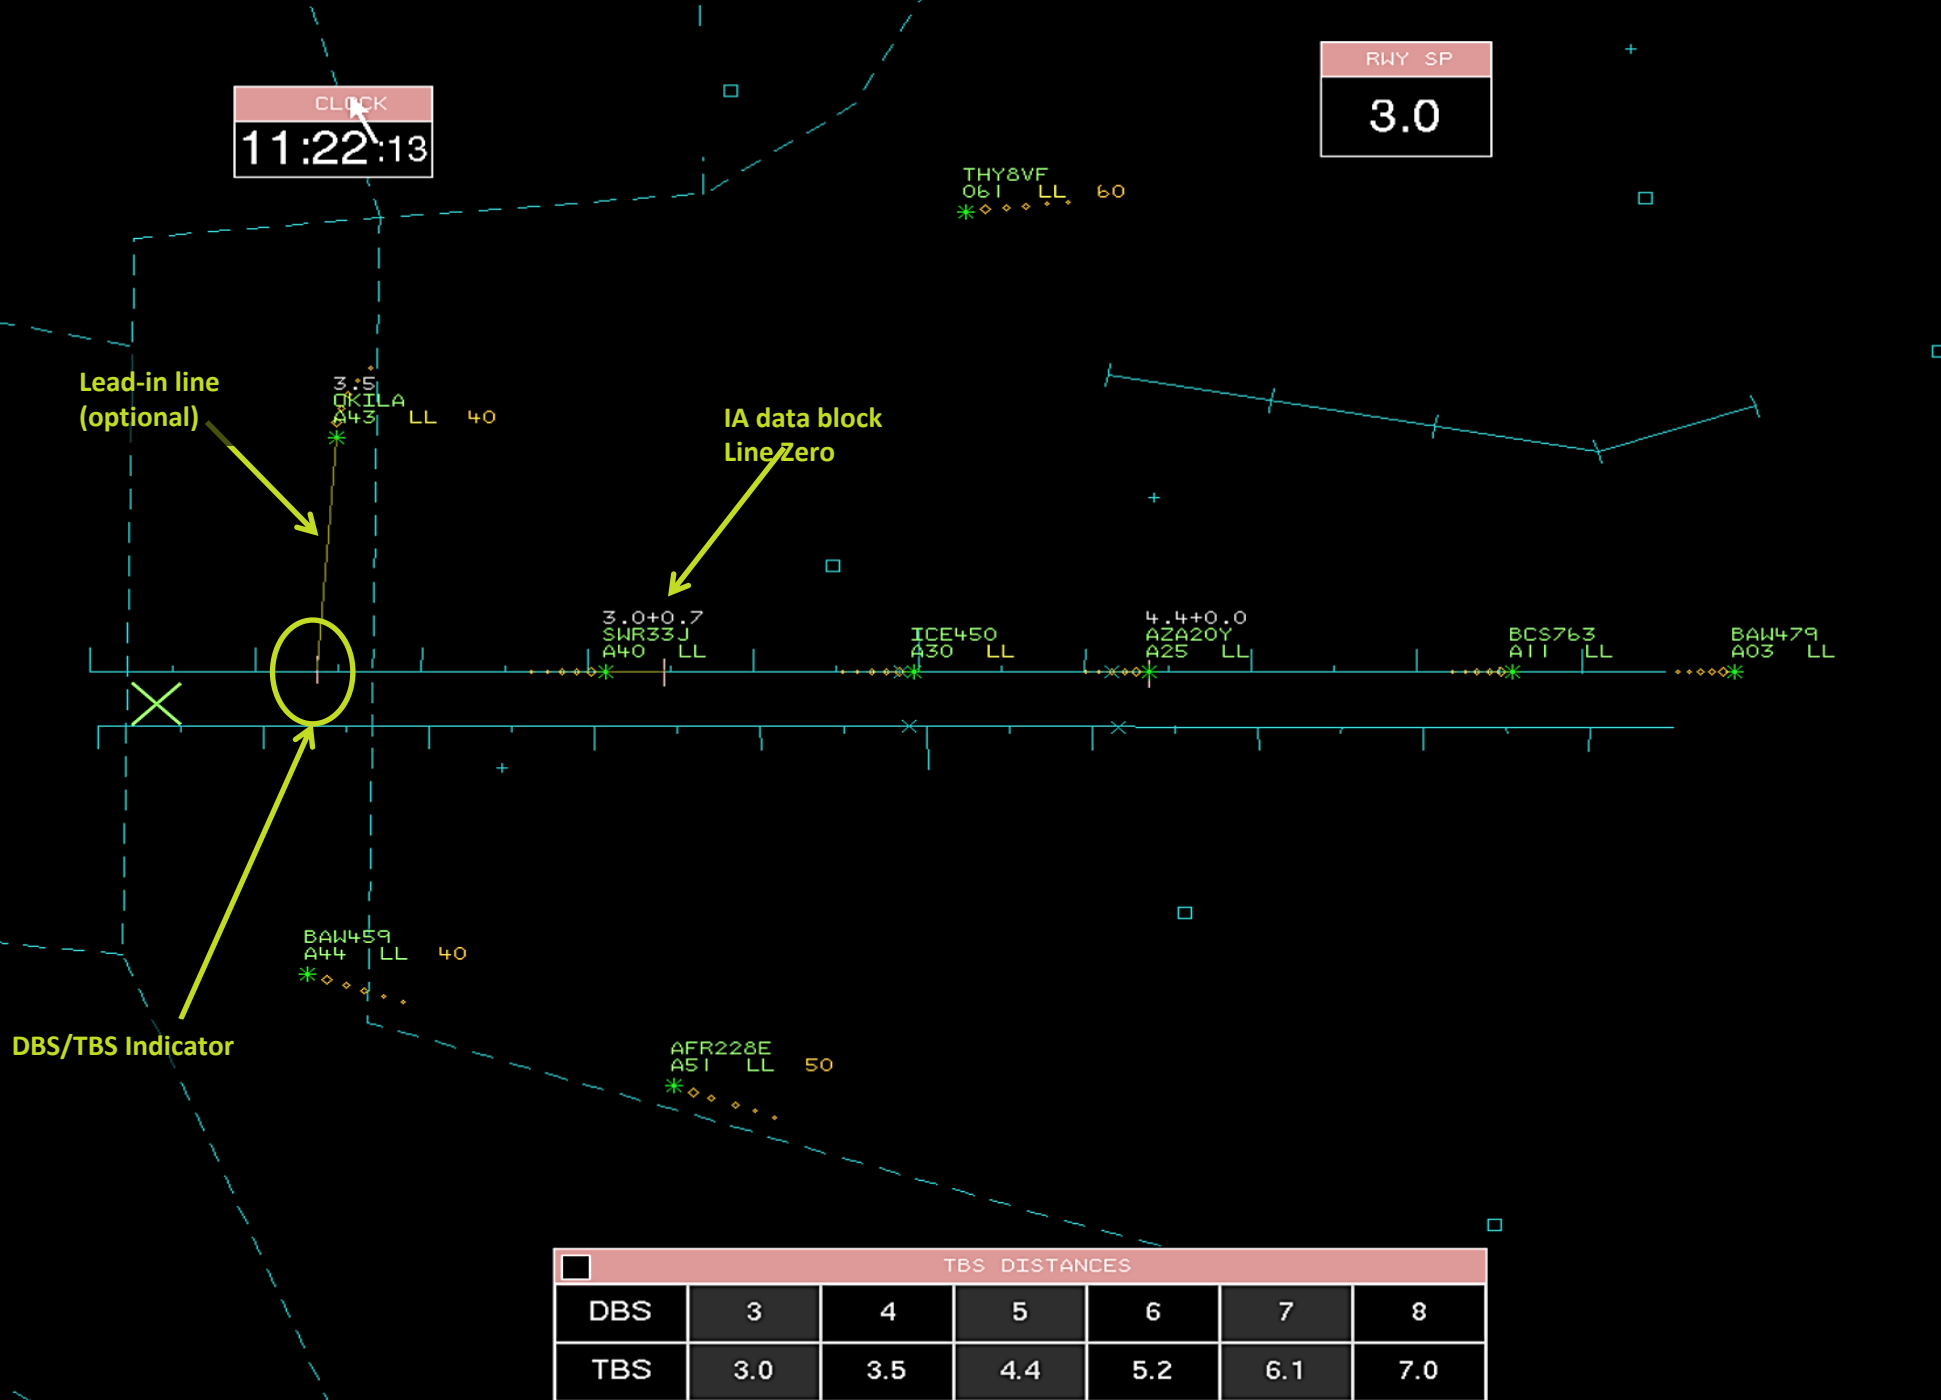 CLOCK
11:22:13
RWY SP
3.0
THY8VF
061 LL 60
Lead-in line
(optional)
3.5
OKILA
A43 LL 40
IA data block
Line Zero
3.0+0.7
SWR33J
A40 LL
ICE450
A30 LL
4.4+0.0
AZA20Y
A25 LL
BCS763
A11 LL
BAW479
A03 LL
BAW459
A44 LL 40
DBS/TBS Indicator
AFR228E
A51 LL 50
TBS DISTANCES
DBS 3 4 5 6 7 8
TBS 3.0 3.5 4.4 5.2 6.1 7.0